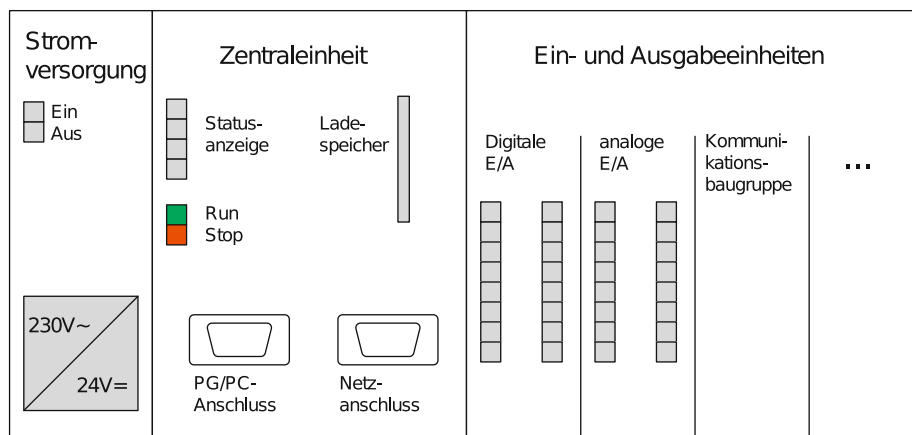 Strom-
versorgung
Ein
Aus
230V~
24V=
Zentraleinheit
Status-
anzeige
Lade-
speicher
Run
Stop
PG/PC-
Anschluss
Netz-
anschluss
Ein- und Ausgabeeinheiten
Digitale
E/A
analoge
E/A
Kommuni-
kations-
baugruppe
...